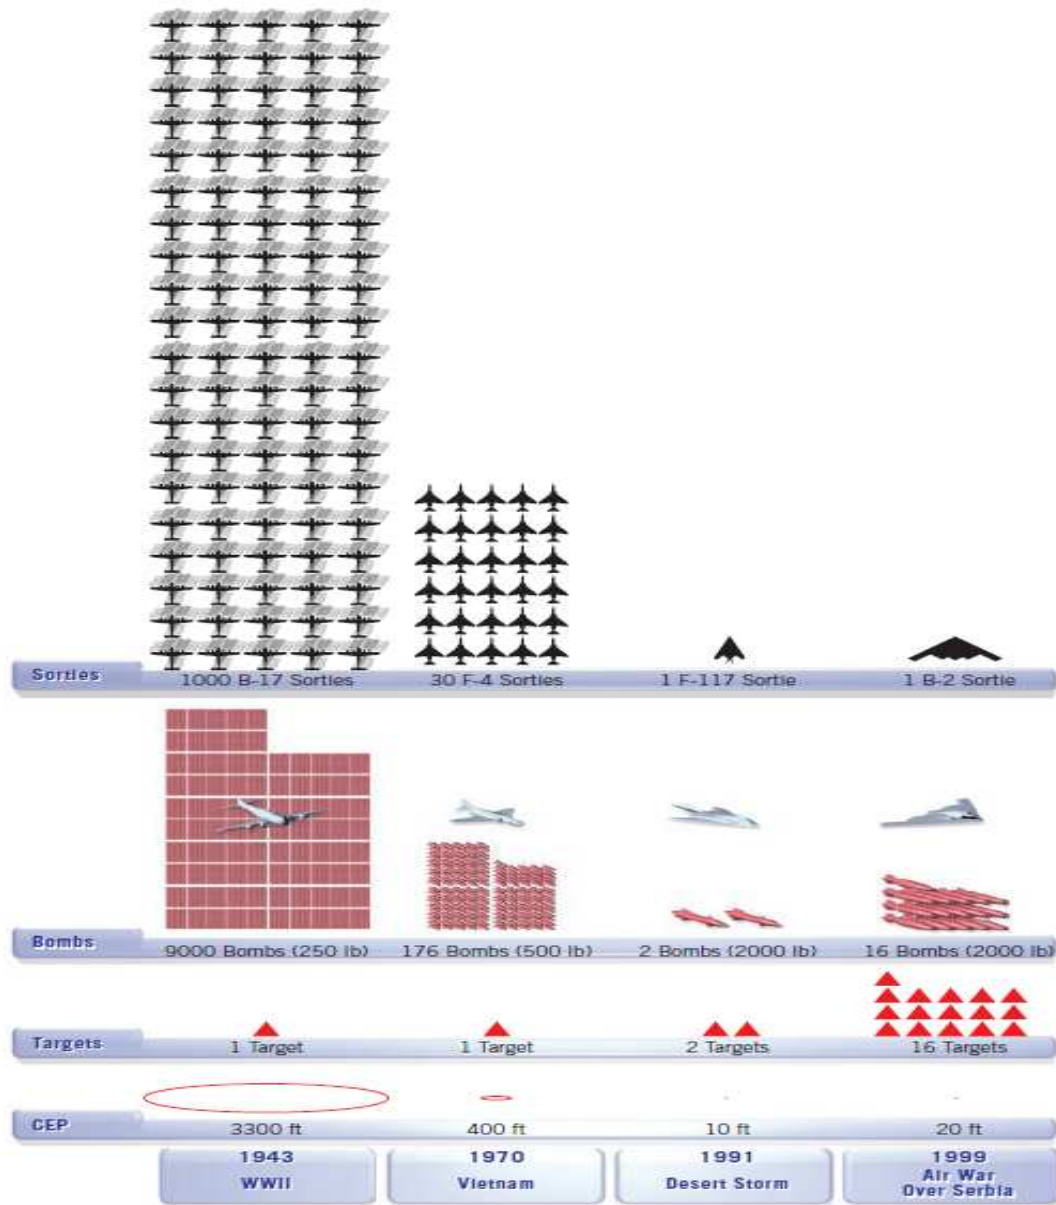 Sorties
1000 B-17 Sorties
30 F-4 Sorties
1 F-117 Sortie
1 B-2 Sortie
Bombs
9000 Bombs (250 lb)
176 Bombs (500 lb)
2 Bombs (2000 lb)
16 Bombs (2000 lb)
Targets
1 Target
1 Target
2 Targets
16 Targets
CEP
3300 ft
400 ft
10 ft
20 ft
1943
WWII
1970
Vietnam
1991
Desert Storm
1999
Air War
Over Serbia